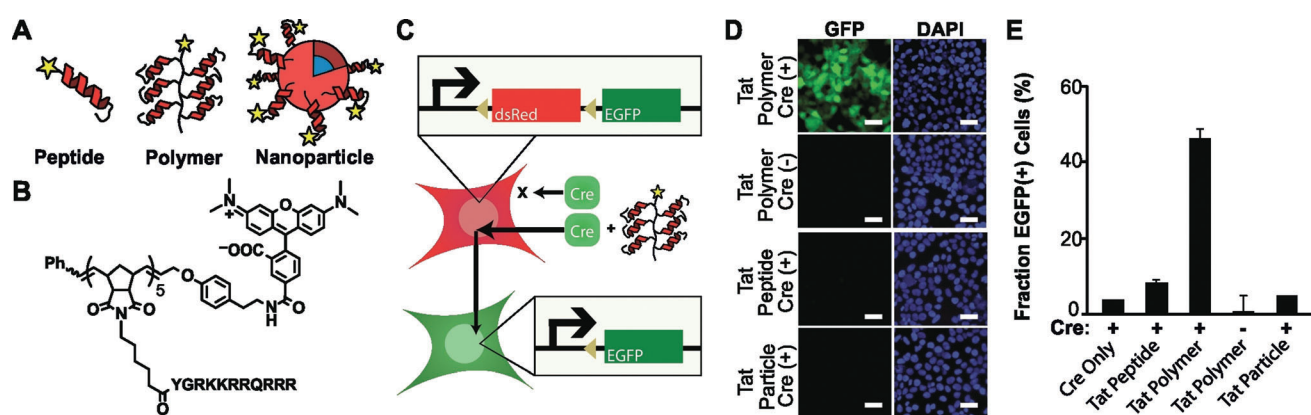 A
Peptide
Polymer
Nanoparticle
B
N
+
N
O
−OOC
Ph
5
O
N
H
O
O
N
O
O
YGRKKRRQRRR
C
dsRed
EGFP
X
Cre
Cre
+
EGFP
D
GFP
DAPI
Tat
Polymer
Cre (+)
Tat
Polymer
Cre (-)
Tat
Peptide
Cre (+)
Tat
Particle
Cre (+)
E
Fraction EGFP(+) Cells (%)
60
40
20
0
Cre: + + + - +
Cre Only
Tat Peptide
Tat Polymer
Tat Polymer
Tat Particle